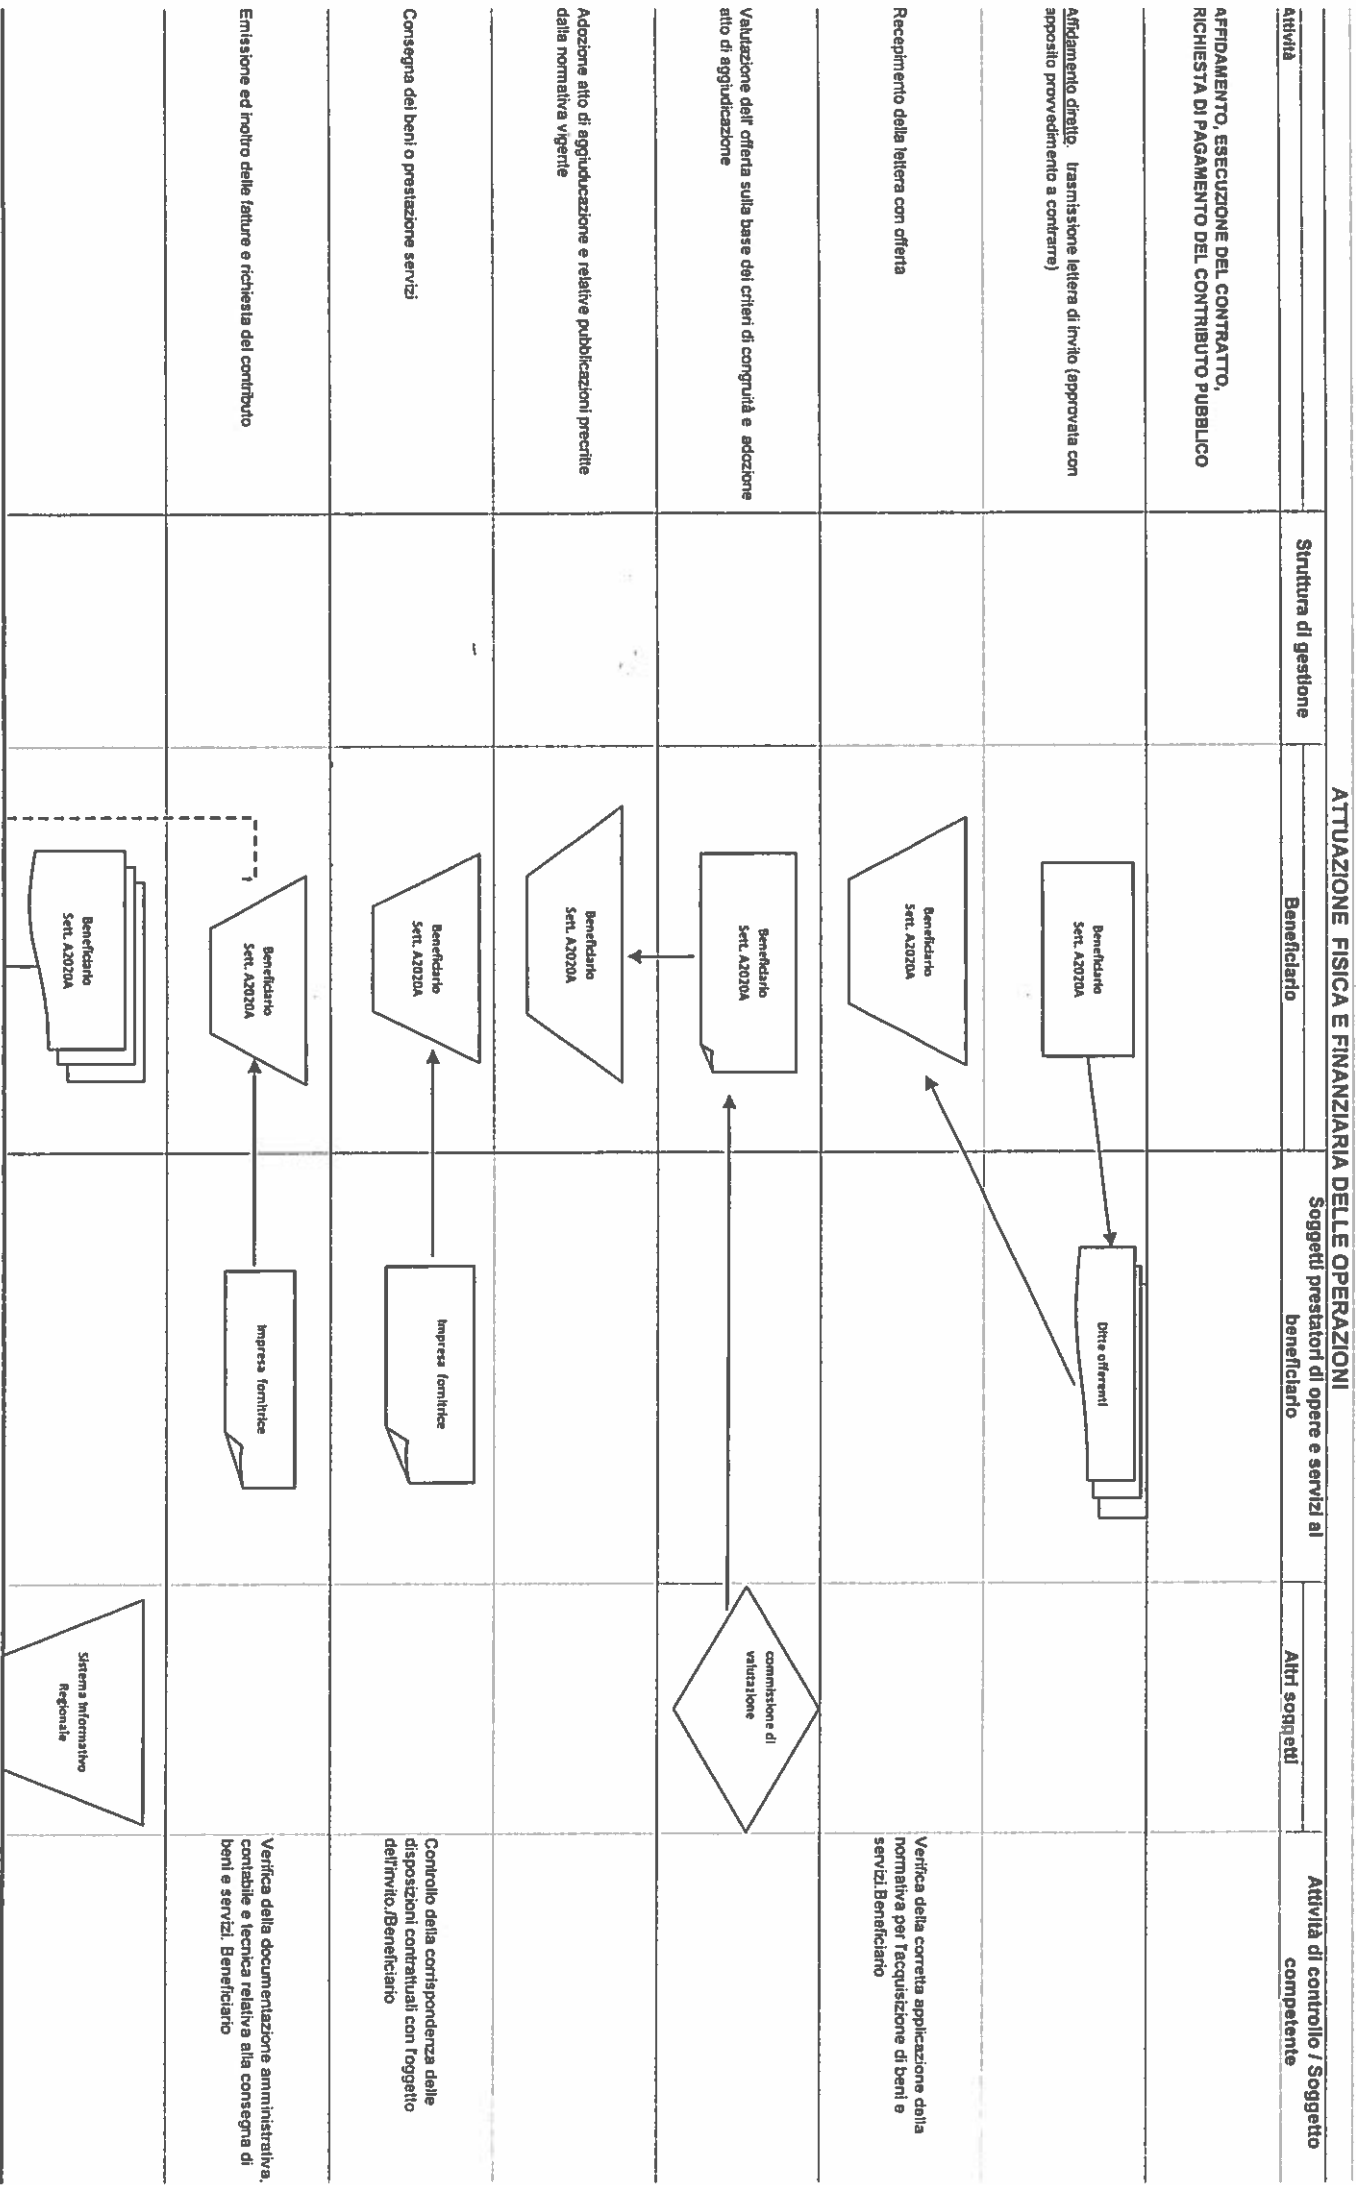 ATTUAZIONE FISICA E FINANZIARIA DELLE OPERAZIONI
Attività
Struttura di gestione
Beneficiario
Soggetti prestatori di opere e servizi al
beneficiario
Altri soggetti
Attività di controllo / Soggetto
competente
AFFIDAMENTO, ESECUZIONE DEL CONTRATTO,
RICHIESTA DI PAGAMENTO DEL CONTRIBUTO PUBBLICO
Affidamento diretto. trasmissione lettera di invito (approvata con
apposito provvedimento a contrarre)
Beneficiario
Sett. A2020A
Ditte offerenti
Recepimento della lettera con offerta
Beneficiario
Sett. A2020A
Verifica della corretta applicazione della
normativa per l'acquisizione di beni e
servizi.Beneficiario
Valutazione dell' offerta sulla base dei criteri di congruità e adozione
atto di aggiudicazione
Beneficiario
Sett. A2020A
commissione di
valutazione
Adozione atto di aggiuducazione e relative pubblicazioni precritte
dalla normativa vigente
Beneficiario
Sett. A2020A
Consegna dei beni o prestazione servizi
Beneficiario
Sett. A2020A
Impresa fornitrice
Controllo della corrispondenza delle
disposizioni contrattuali con l'oggetto
dell'invito./Beneficiario
Emissione ed inoltro delle fatture e richiesta del contributo
Beneficiario
Sett. A2020A
Impresa fornitrice
Verifica della documentazione amministrativa,
contabile e tecnica relativa alla consegna di
beni e servizi. Beneficiario
Beneficiario
Sett. A2020A
Sistema Informativo
Regionale